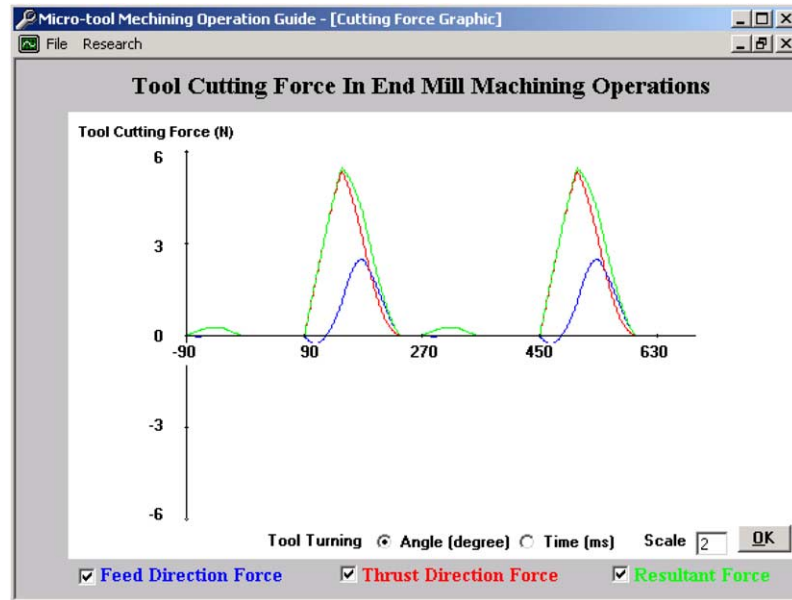 Micro-tool Mechining Operation Guide - [Cutting Force Graphic]
File Research
Tool Cutting Force In End Mill Machining Operations
Tool Cutting Force (N)
6
3
0
-90 90 270 450 630
-3
-6
Tool Turning Angle (degree) Time (ms) Scale 2 OK
Feed Direction Force Thrust Direction Force Resultant Force